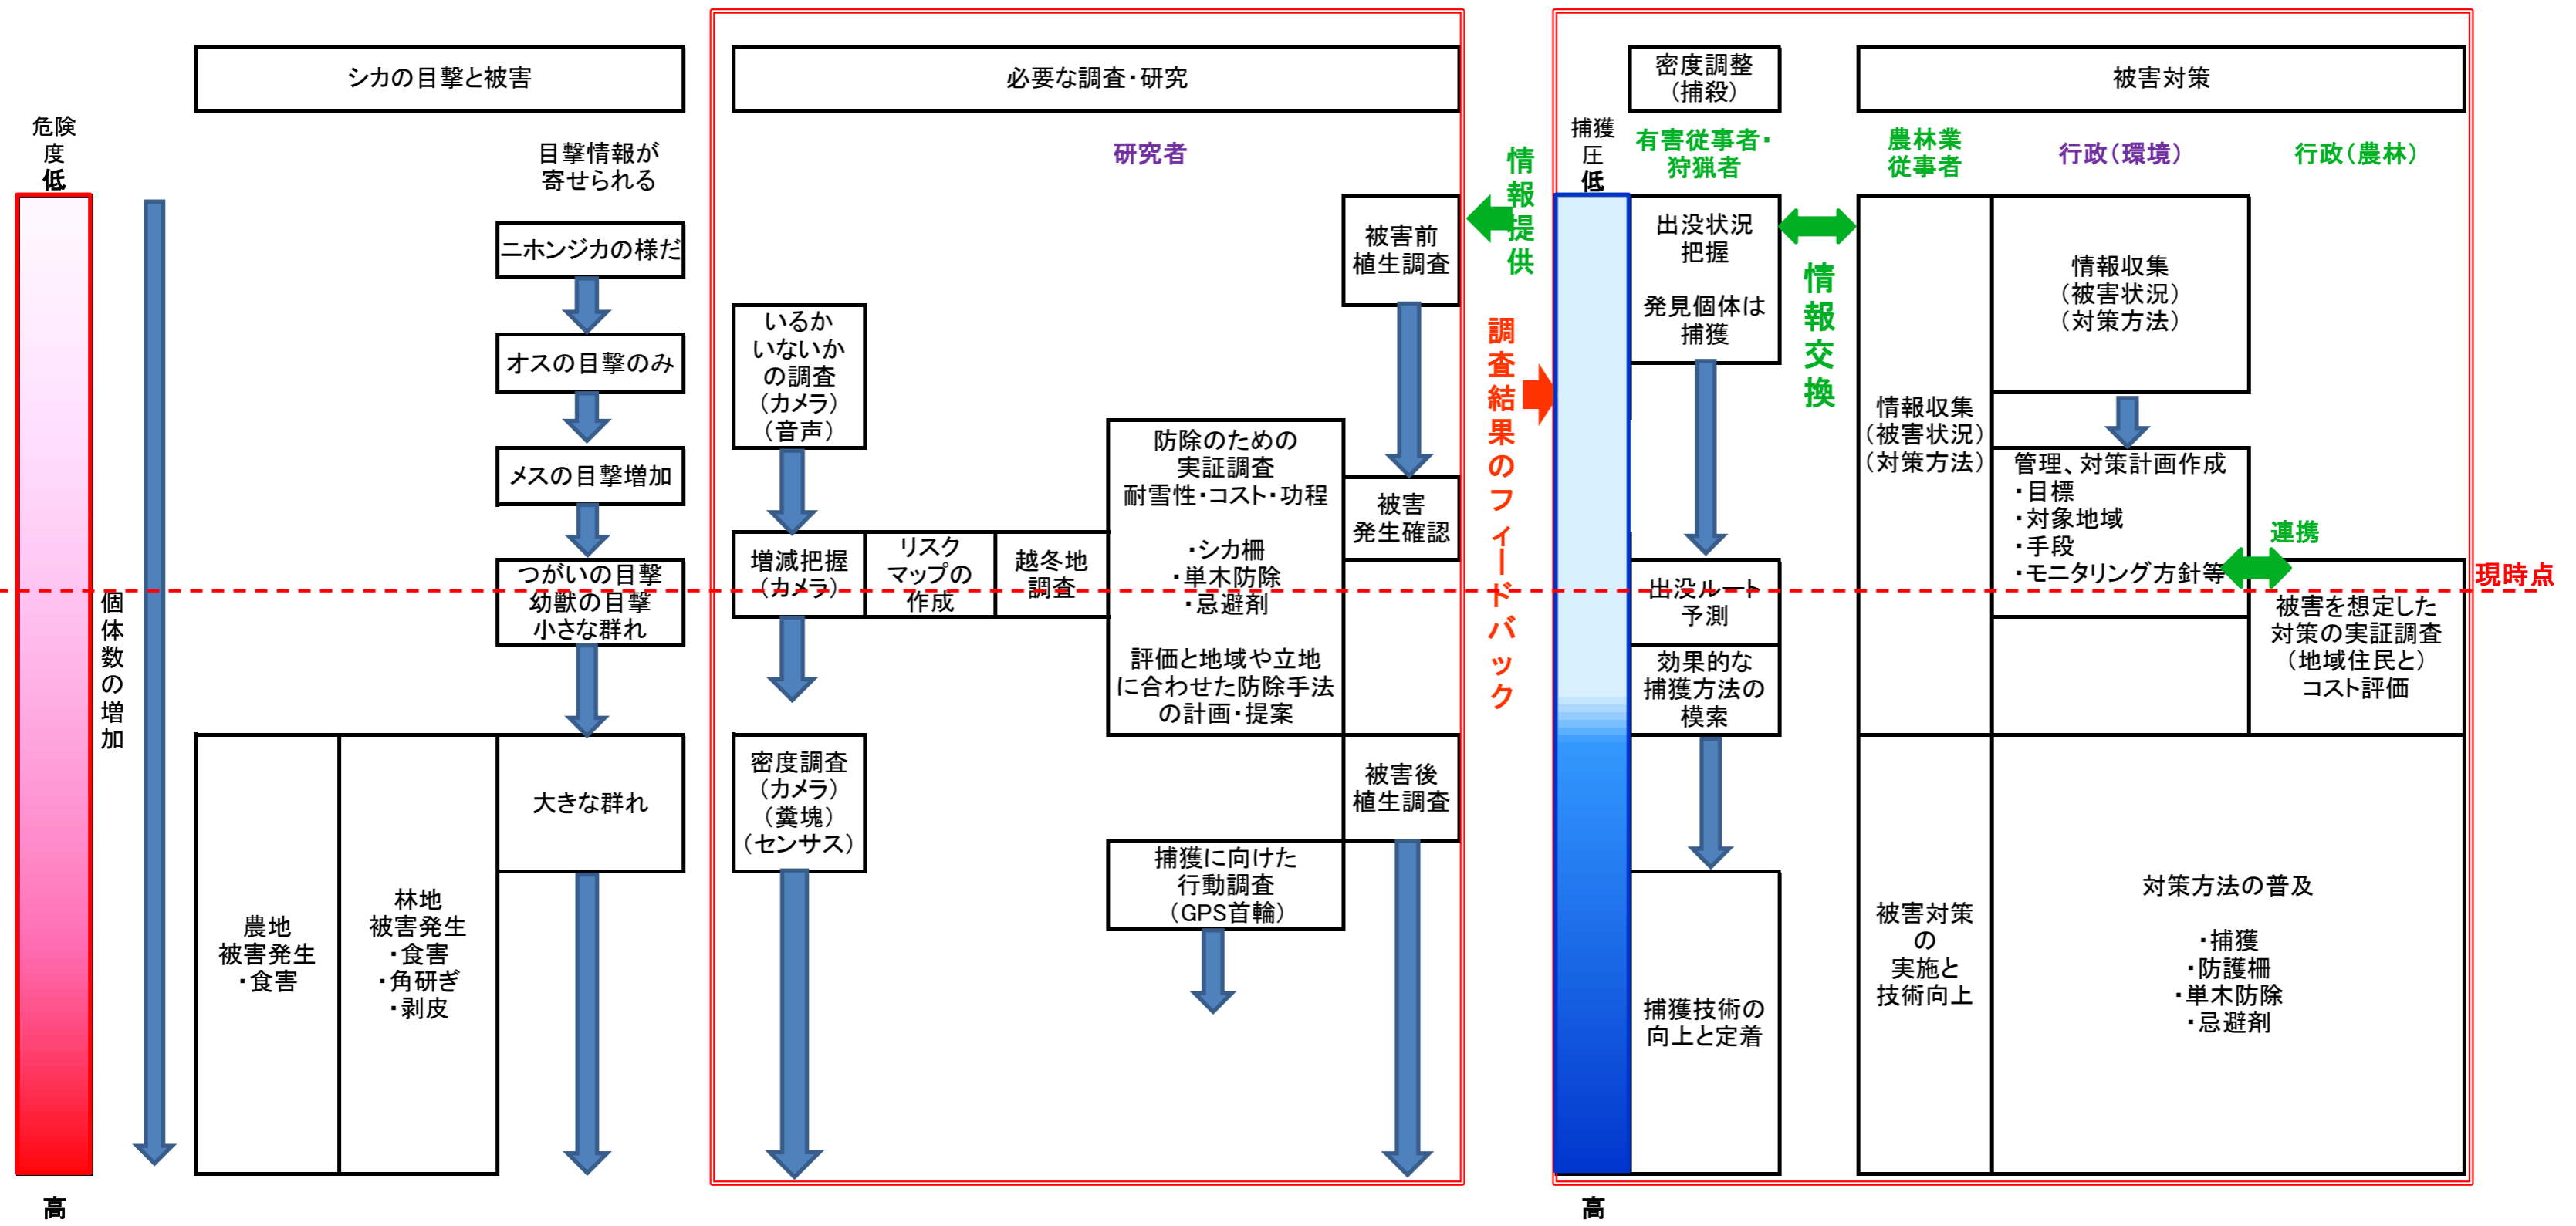 シカの目撃と被害
必要な調査・研究
密度調整
（捕殺）
被害対策
危険
度
低
高
個体数の増加
目撃情報が
寄せられる
ニホンジカの様だ
オスの目撃のみ
メスの目撃増加
つがいの目撃
幼獣の目撃
小さな群れ
大きな群れ
農地
被害発生
・食害
林地
被害発生
・食害
・角研ぎ
・剥皮
研究者
いるか
いないか
の調査
（カメラ）
（音声）
増減把握
（カメラ）
リスク
マップの
作成
越冬地
調査
密度調査
（カメラ）
（糞塊）
（センサス）
防除のための
実証調査
耐雪性・コスト・功程
・シカ柵
・単木防除
・忌避剤
評価と地域や立地
に合わせた防除手法
の計画・提案
捕獲に向けた
行動調査
（GPS首輪）
被害前
植生調査
被害
発生確認
被害後
植生調査
情報提供
調査結果のフィードバック
捕獲
圧
低
高
有害従事者・
狩猟者
出没状況
把握
発見個体は
捕獲
出没ルート
予測
効果的な
捕獲方法の
模索
捕獲技術の
向上と定着
情報交換
農林業
従事者
情報収集
（被害状況）
（対策方法）
被害対策
の
実施と
技術向上
行政（環境）
情報収集
（被害状況）
（対策方法）
管理、対策計画作成
・目標
・対象地域
・手段
・モニタリング方針等
行政（農林）
連携
被害を想定した
対策の実証調査
（地域住民と）
コスト評価
対策方法の普及
・捕獲
・防護柵
・単木防除
・忌避剤
現時点